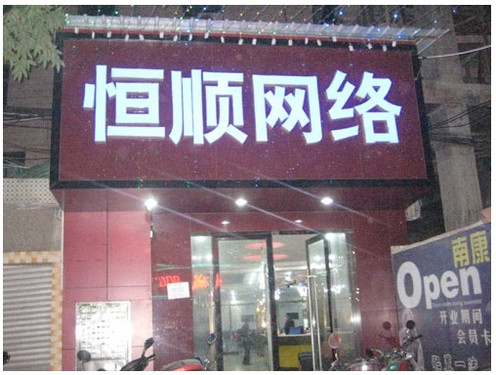 恒顺网络
南康
Open
开业期间
会员卡